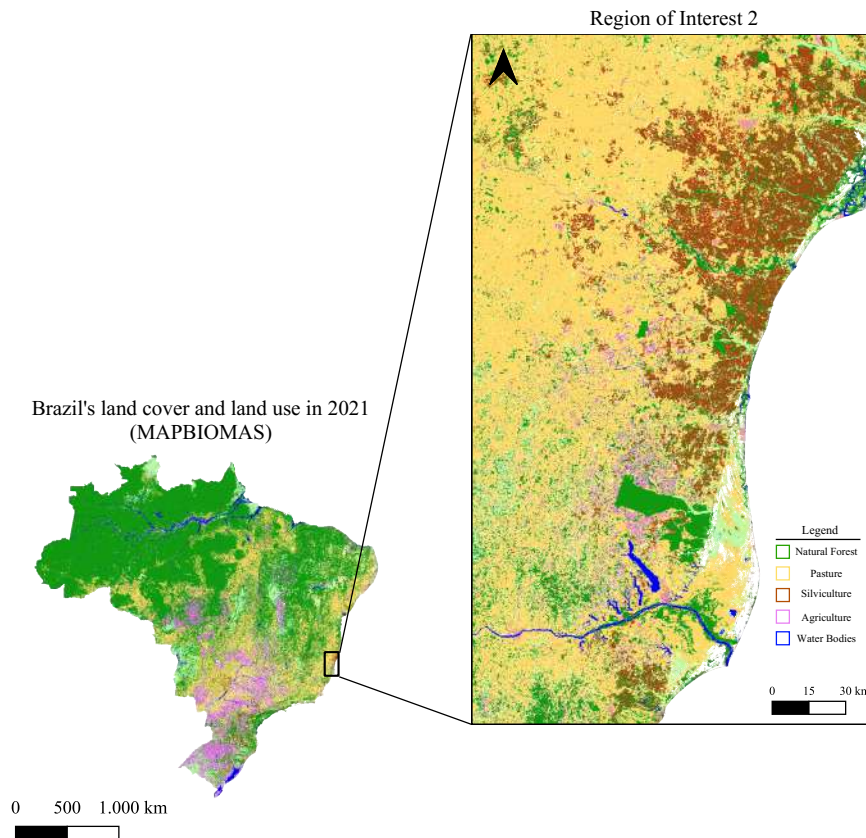 Region of Interest 2
Brazil's land cover and land use in 2021
(MAPBIOMAS)
Legend
Natural Forest
Pasture
Silviculture
Agriculture
Water Bodies
0 15 30 km
0 500 1.000 km